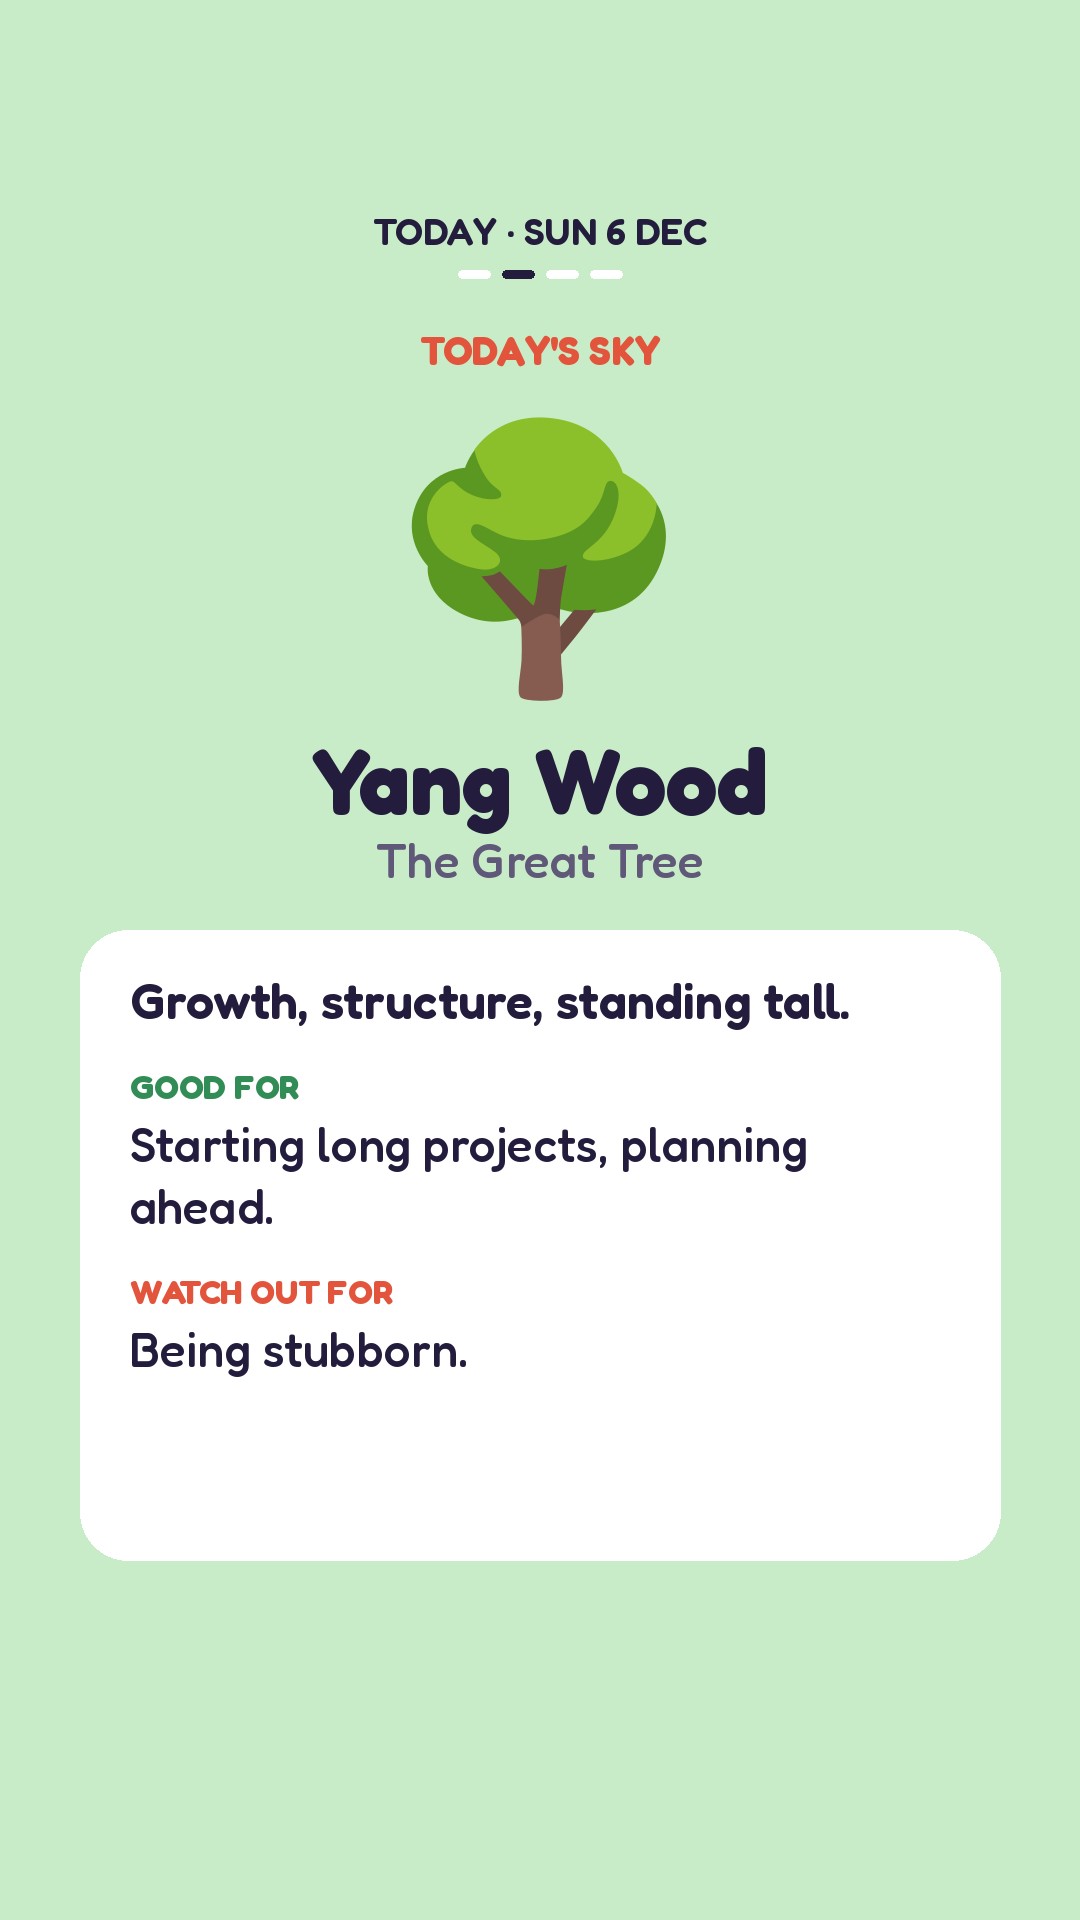 TODAY · SUN 6 DEC
TODAY'S SKY
Yang Wood
The Great Tree
Growth, structure, standing tall.
GOOD FOR
Starting long projects, planning
ahead.
WATCH OUT FOR
Being stubborn.